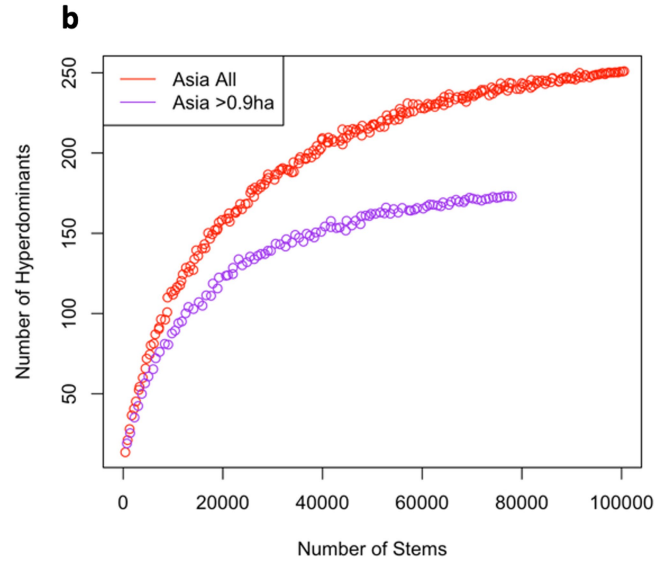 b
Asia All
Asia >0.9ha
Number of Hyperdominants
250
200
150
100
50
0 20000 40000 60000 80000 100000
Number of Stems